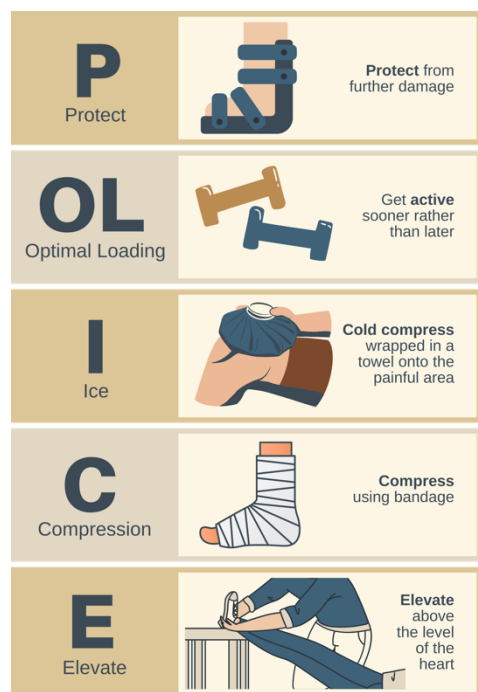 P
Protect
Protect from
further damage
OL
Optimal Loading
Get active
sooner rather
than later
I
Ice
Cold compress
wrapped in a
towel onto the
painful area
C
Compression
Compress
using bandage
E
Elevate
Elevate
above
the level
of the
heart